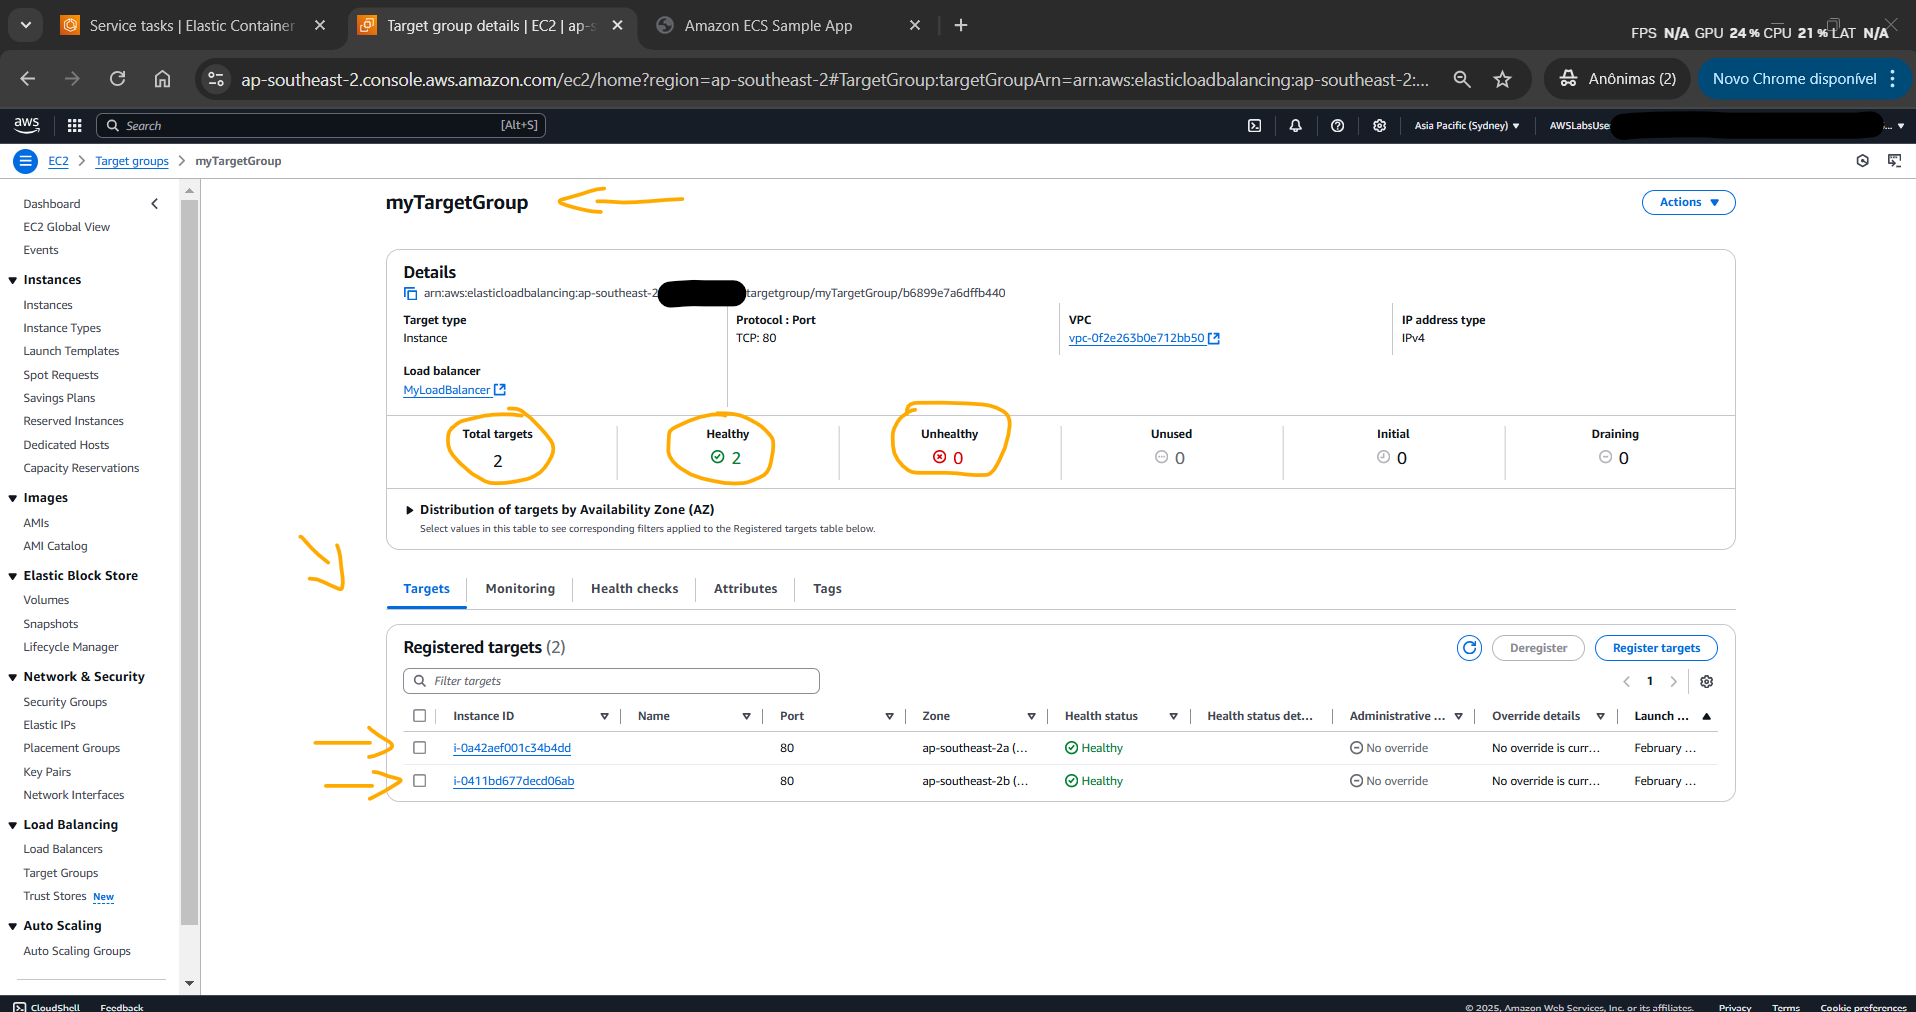 Service tasks | Elastic Container
Target group details | EC2 | ap-s
Amazon ECS Sample App
FPS N/A GPU 24 % CPU 21 % LAT N/A
ap-southeast-2.console.aws.amazon.com/ec2/home?region=ap-southeast-2#TargetGroup:targetGroupArn=arn:aws:elasticloadbalancing:ap-southeast-2:...
Anônimas (2)
Novo Chrome disponível
aws
Search
[Alt+S]
Asia Pacific (Sydney)
AWSLabsUse
...
EC2
Target groups
myTargetGroup
Dashboard
EC2 Global View
Events
Instances
Instances
Instance Types
Launch Templates
Spot Requests
Savings Plans
Reserved Instances
Dedicated Hosts
Capacity Reservations
Images
AMIs
AMI Catalog
Elastic Block Store
Volumes
Snapshots
Lifecycle Manager
Network & Security
Security Groups
Elastic IPs
Placement Groups
Key Pairs
Network Interfaces
Load Balancing
Load Balancers
Target Groups
Trust Stores New
Auto Scaling
Auto Scaling Groups
myTargetGroup
Actions
Details
arn:aws:elasticloadbalancing:ap-southeast-2
targetgroup/myTargetGroup/b6899e7a6dffb440
Target type
Instance
Protocol : Port
TCP: 80
VPC
vpc-0f2e263b0e712bb50
IP address type
IPv4
Load balancer
MyLoadBalancer
Total targets
2
Healthy
2
Unhealthy
0
Unused
0
Initial
0
Draining
0
Distribution of targets by Availability Zone (AZ)
Select values in this table to see corresponding filters applied to the Registered targets table below.
Targets
Monitoring
Health checks
Attributes
Tags
Registered targets (2)
Deregister
Register targets
Filter targets
1
Instance ID Name Port Zone Health status Health status det... Administrative ... Override details Launch ...
i-0a42aef001c34b4dd 80 ap-southeast-2a (... Healthy No override No override is curr... February ...
i-0411bd677decd06ab 80 ap-southeast-2b (... Healthy No override No override is curr... February ...
CloudShell
Feedback
© 2025, Amazon Web Services, Inc. or its affiliates.
Privacy
Terms
Cookie preferences